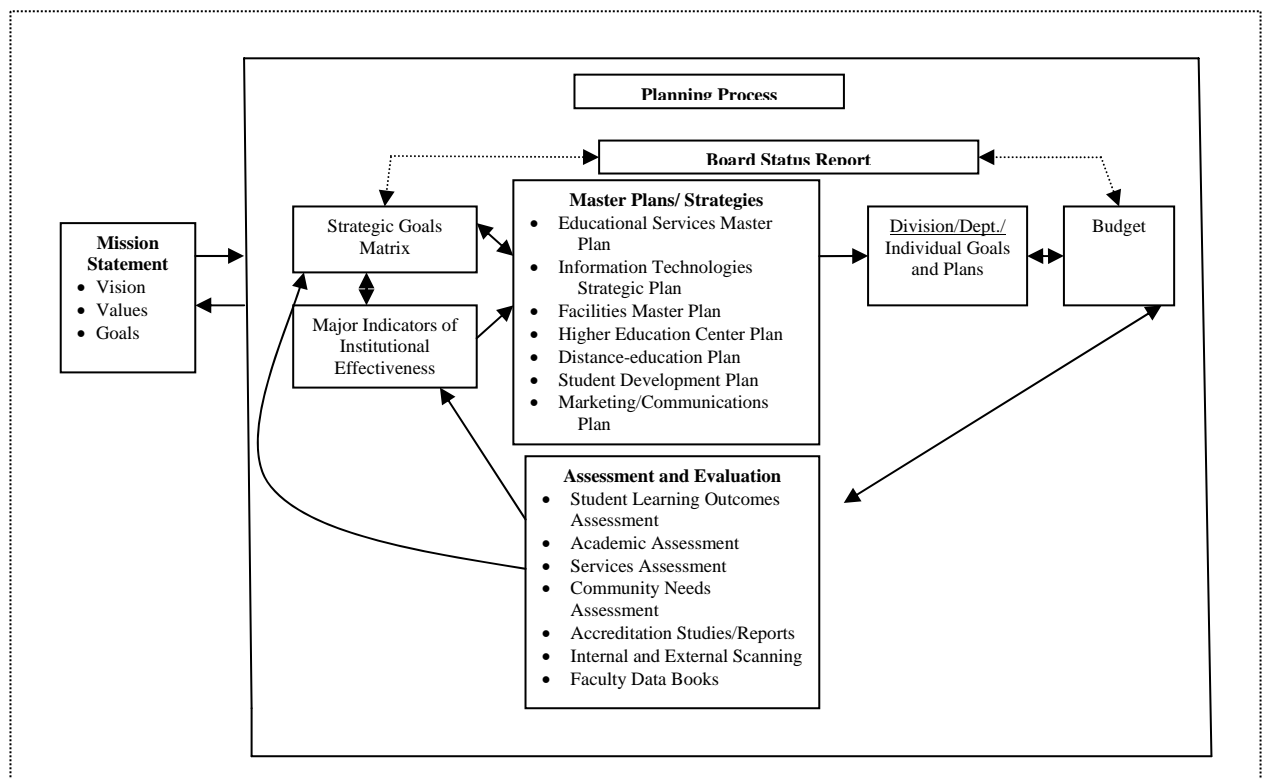 Planning Process
Board Status Report
Mission
Statement
• Vision
• Values
• Goals
Strategic Goals
Matrix
Major Indicators of
Institutional
Effectiveness
Master Plans/ Strategies
• Educational Services Master
Plan
• Information Technologies
Strategic Plan
• Facilities Master Plan
• Higher Education Center Plan
• Distance-education Plan
• Student Development Plan
• Marketing/Communications
Plan
Division/Dept./
Individual Goals
and Plans
Budget
Assessment and Evaluation
• Student Learning Outcomes
Assessment
• Academic Assessment
• Services Assessment
• Community Needs
Assessment
• Accreditation Studies/Reports
• Internal and External Scanning
• Faculty Data Books